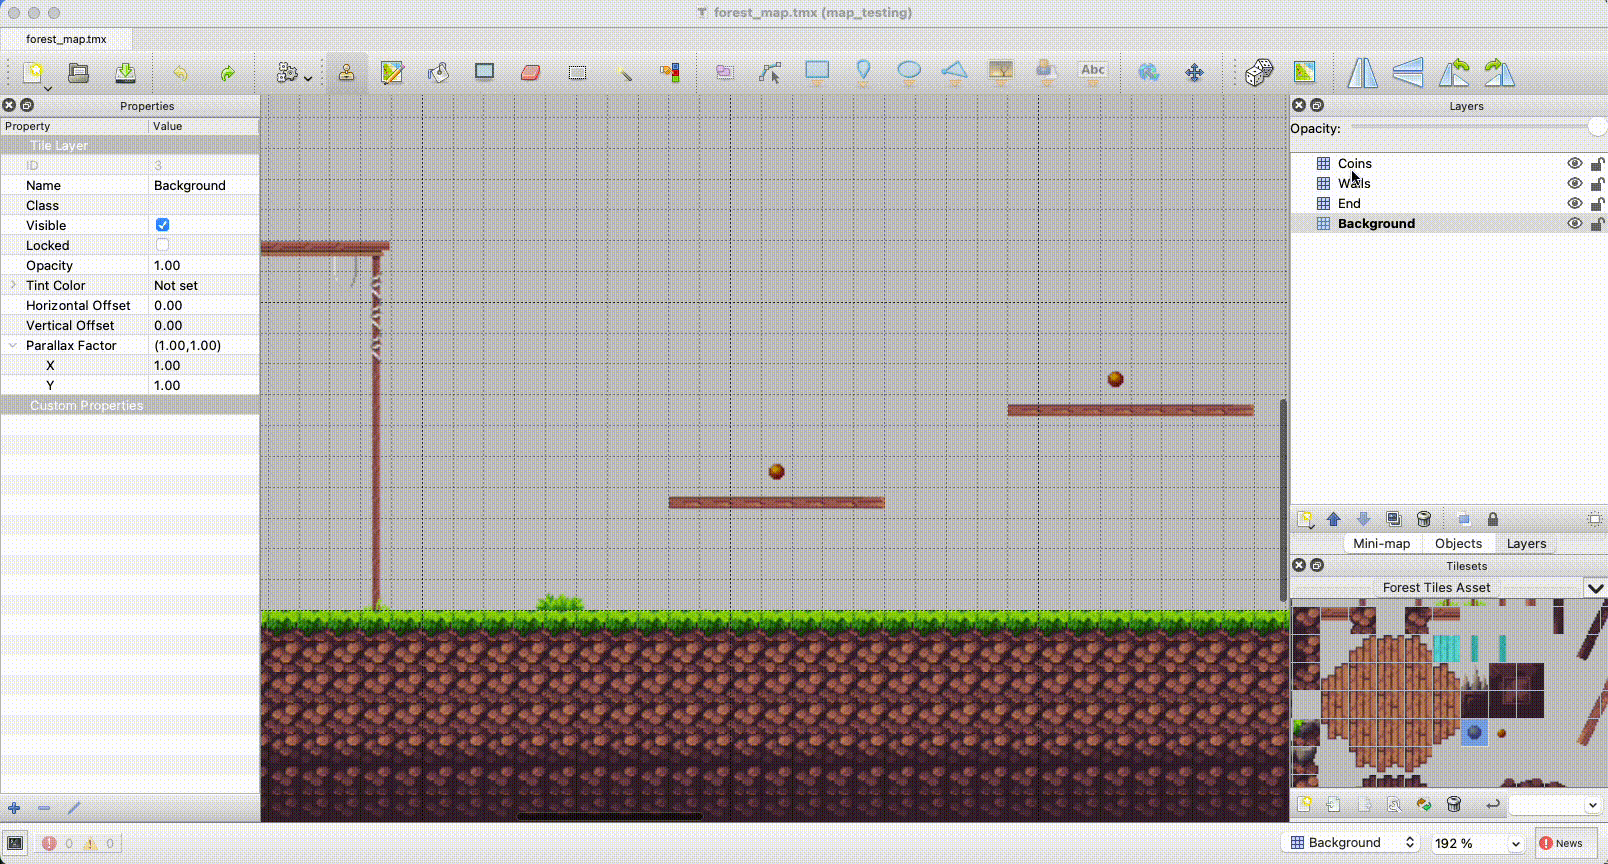 forest_map.tmx (map_testing)
forest_map.tmx
Abc
Properties
Property Value
Tile Layer
ID 3
Name Background
Class
Visible
Locked
Opacity 1.00
Tint Color Not set
Horizontal Offset 0.00
Vertical Offset 0.00
Parallax Factor (1.00,1.00)
X 1.00
Y 1.00
Custom Properties
Layers
Opacity:
Coins
Walls
End
Background
Mini-map Objects Layers
Tilesets
Forest Tiles Asset
0 0
Background 192 % News